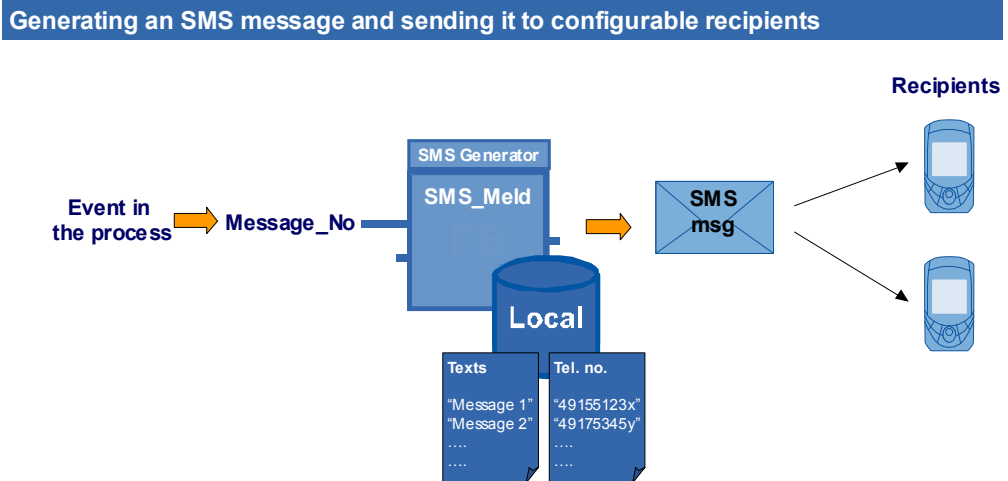 Generating an SMS message and sending it to configurable recipients
Recipients
SMS Generator
SMS_Meld
Event in
the process
Message_No
FB
SMS
msg
Local
Texts
"Message 1"
"Message 2"
....
....
Tel. no.
"49155123x"
"49175345y"
....
....